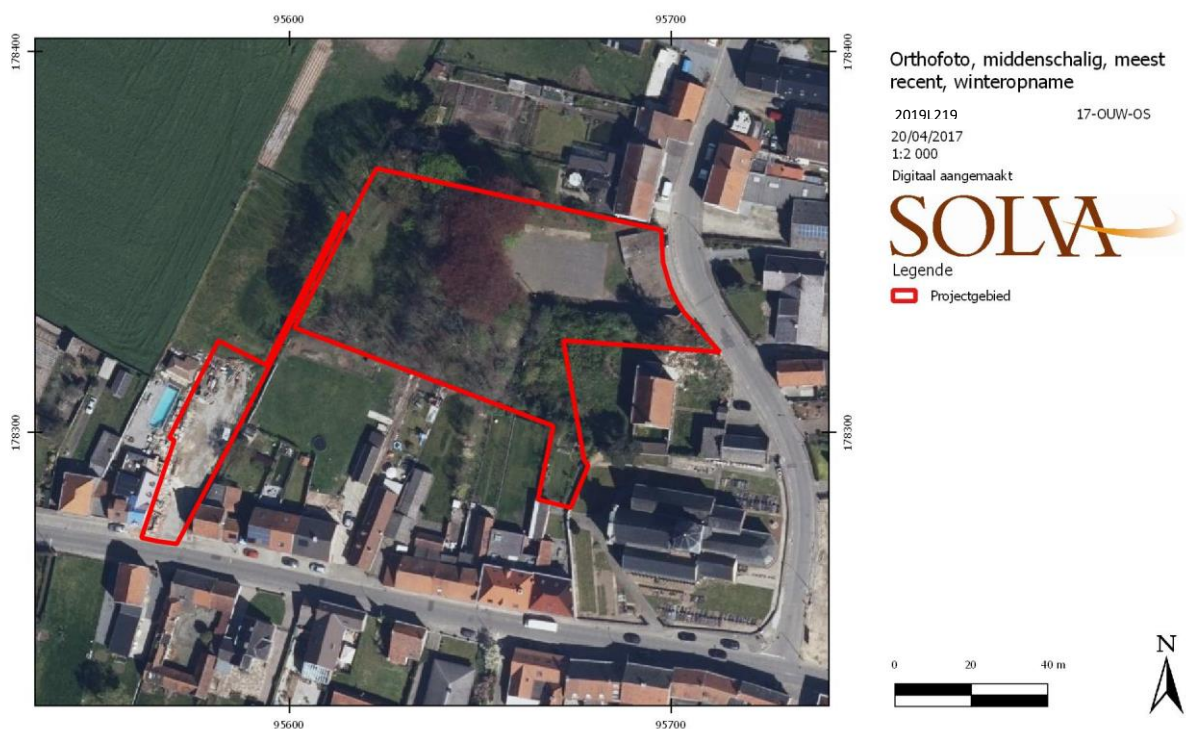 95600 95700
178400 178400
178300 178300
95600 95700
Orthofoto, middenschalig, meest
recent, winteropname
2019L219 17-OUW-OS
20/04/2017
1:2 000
Digitaal aangemaakt
SOLVA
Legende
Projectgebied
N
0 20 40 m